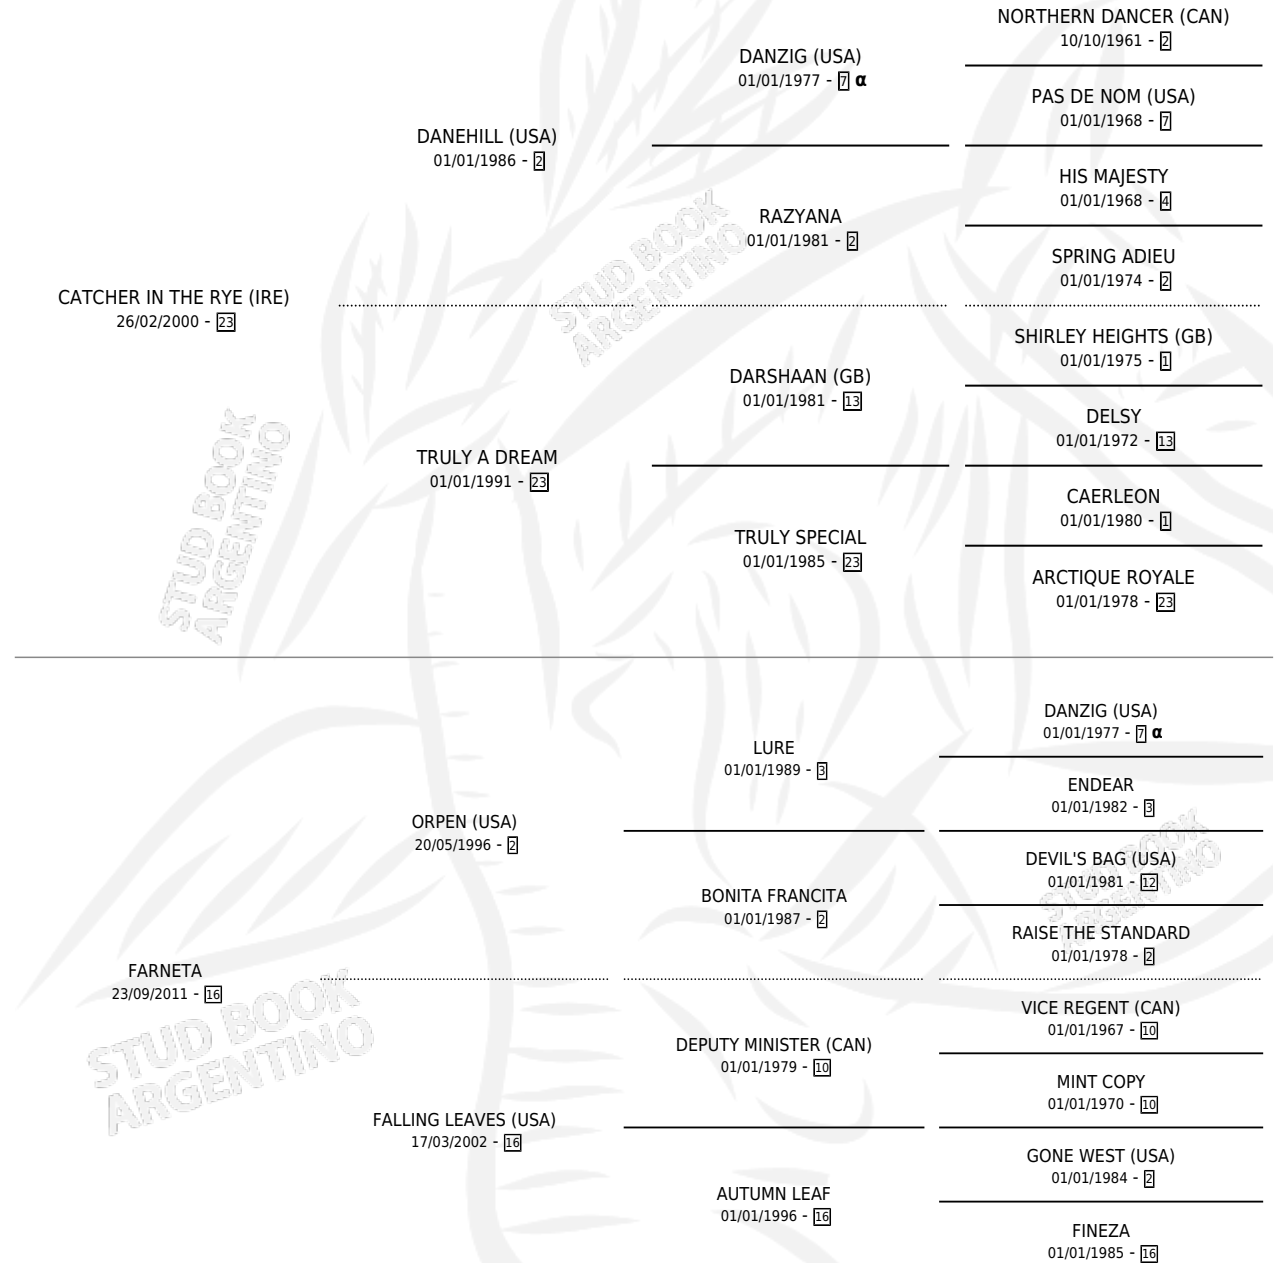 NORTHERN DANCER (CAN)
10/10/1961 - 2
DANZIG (USA)
01/01/1977 - 7 α
PAS DE NOM (USA)
01/01/1968 - 7
DANEHILL (USA)
01/01/1986 - 2
HIS MAJESTY
01/01/1968 - 4
RAZYANA
01/01/1981 - 2
SPRING ADIEU
01/01/1974 - 2
CATCHER IN THE RYE (IRE)
26/02/2000 - 23
SHIRLEY HEIGHTS (GB)
01/01/1975 - 1
DARSHAAN (GB)
01/01/1981 - 13
DELSY
01/01/1972 - 13
TRULY A DREAM
01/01/1991 - 23
CAERLEON
01/01/1980 - 1
TRULY SPECIAL
01/01/1985 - 23
ARCTIQUE ROYALE
01/01/1978 - 23
DANZIG (USA)
01/01/1977 - 7 α
LURE
01/01/1989 - 3
ENDEAR
01/01/1982 - 3
ORPEN (USA)
20/05/1996 - 2
DEVIL'S BAG (USA)
01/01/1981 - 12
BONITA FRANCITA
01/01/1987 - 2
RAISE THE STANDARD
01/01/1978 - 2
FARNETA
23/09/2011 - 16
VICE REGENT (CAN)
01/01/1967 - 10
DEPUTY MINISTER (CAN)
01/01/1979 - 10
MINT COPY
01/01/1970 - 10
FALLING LEAVES (USA)
17/03/2002 - 16
GONE WEST (USA)
01/01/1984 - 2
AUTUMN LEAF
01/01/1996 - 16
FINEZA
01/01/1985 - 16
STUD BOOK
ARGENTINO
STUD BOOK
ARGENTINO
STUD BOOK
ARGENTINO
STUD BOOK
ARGENTINO